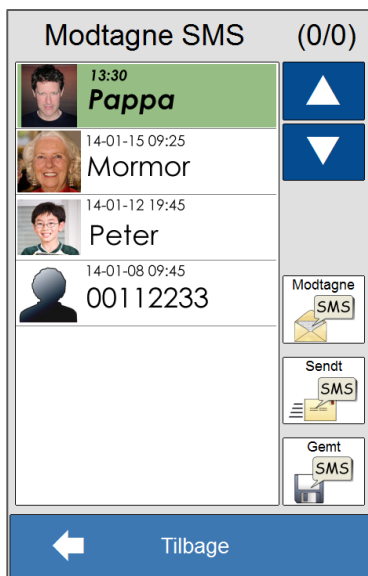 Modtagne SMS (0/0)
13:30
Pappa
14-01-15 09:25
Mormor
14-01-12 19:45
Peter
14-01-08 09:45
00112233
Modtagne
SMS
Sendt
SMS
Gemt
SMS
Tilbage